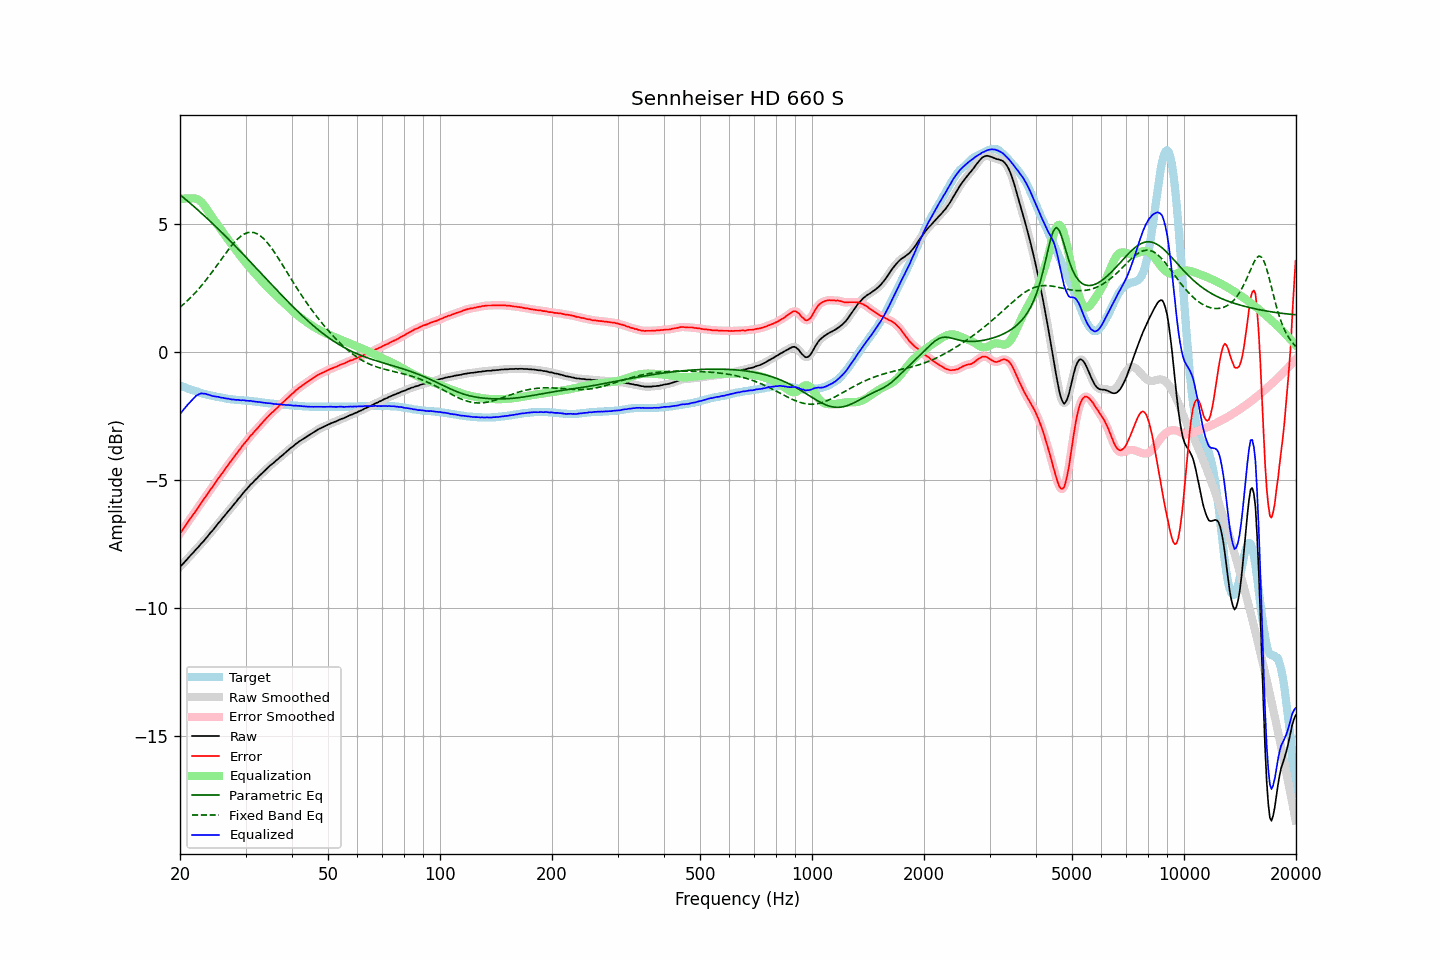 Sennheiser HD 660 S
Amplitude (dBr)
5
0
−5
−10
−15
Target
Raw Smoothed
Error Smoothed
Raw
Error
Equalization
Parametric Eq
Fixed Band Eq
Equalized
20 50 100 200 500 1000 2000 5000 10000 20000
Frequency (Hz)